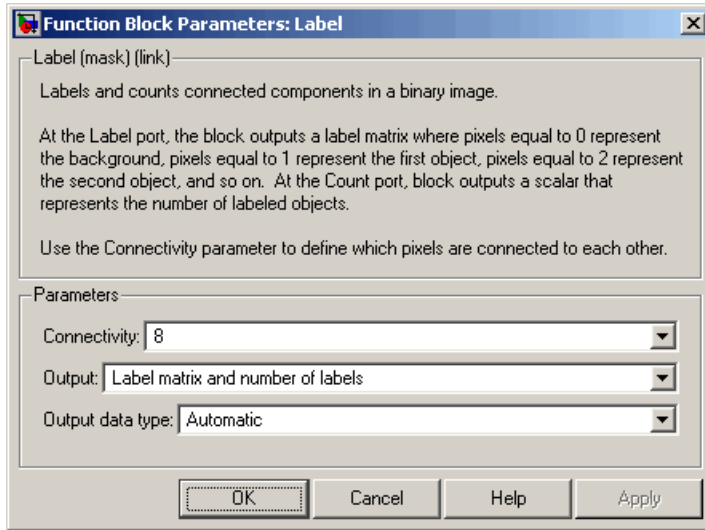 Function Block Parameters: Label
Label (mask) (link)
Labels and counts connected components in a binary image.
At the Label port, the block outputs a label matrix where pixels equal to 0 represent
the background, pixels equal to 1 represent the first object, pixels equal to 2 represent
the second object, and so on. At the Count port, block outputs a scalar that
represents the number of labeled objects.
Use the Connectivity parameter to define which pixels are connected to each other.
Parameters
Connectivity: 8
Output: Label matrix and number of labels
Output data type: Automatic
OK Cancel Help Apply